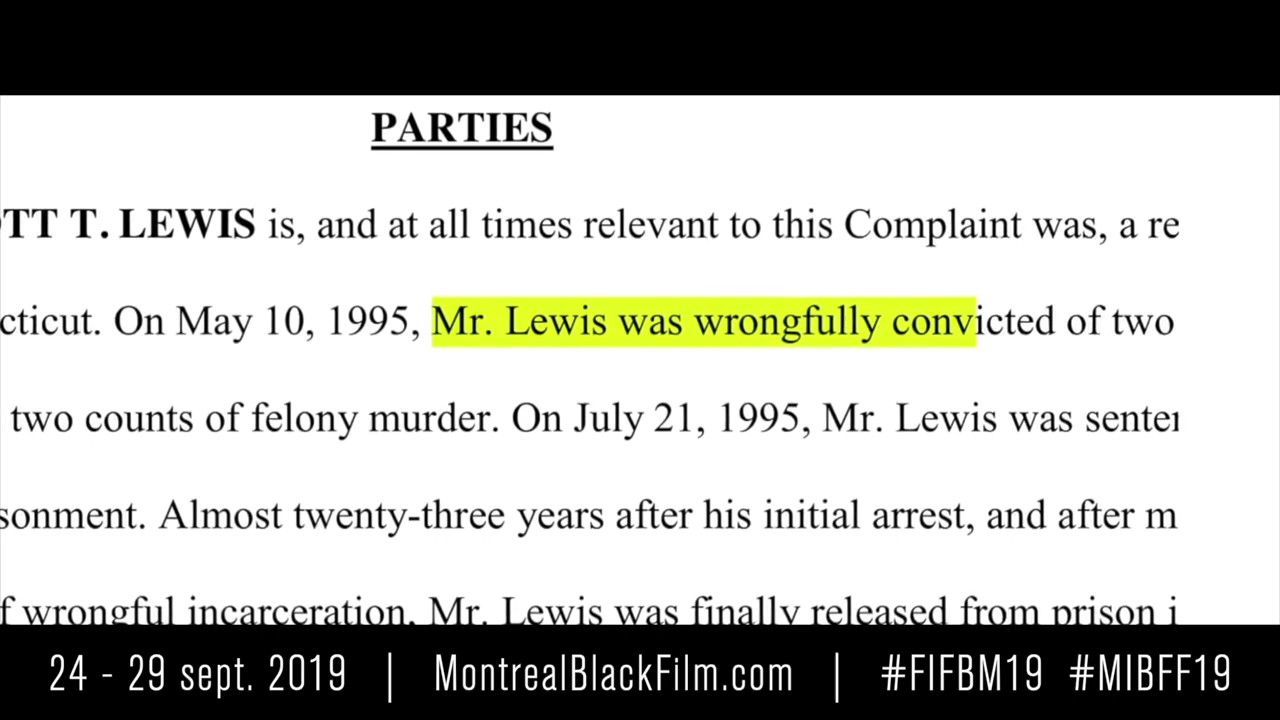 PARTIES
TT T. LEWIS is, and at all times relevant to this Complaint was, a re
cticut. On May 10, 1995, Mr. Lewis was wrongfully convicted of two
two counts of felony murder. On July 21, 1995, Mr. Lewis was senten
sonment. Almost twenty-three years after his initial arrest, and after m
f wrongful incarceration, Mr. Lewis was finally released from prison i
24 - 29 sept. 2019 | MontrealBlackFilm.com | #FIFBM19 #MIBFF19